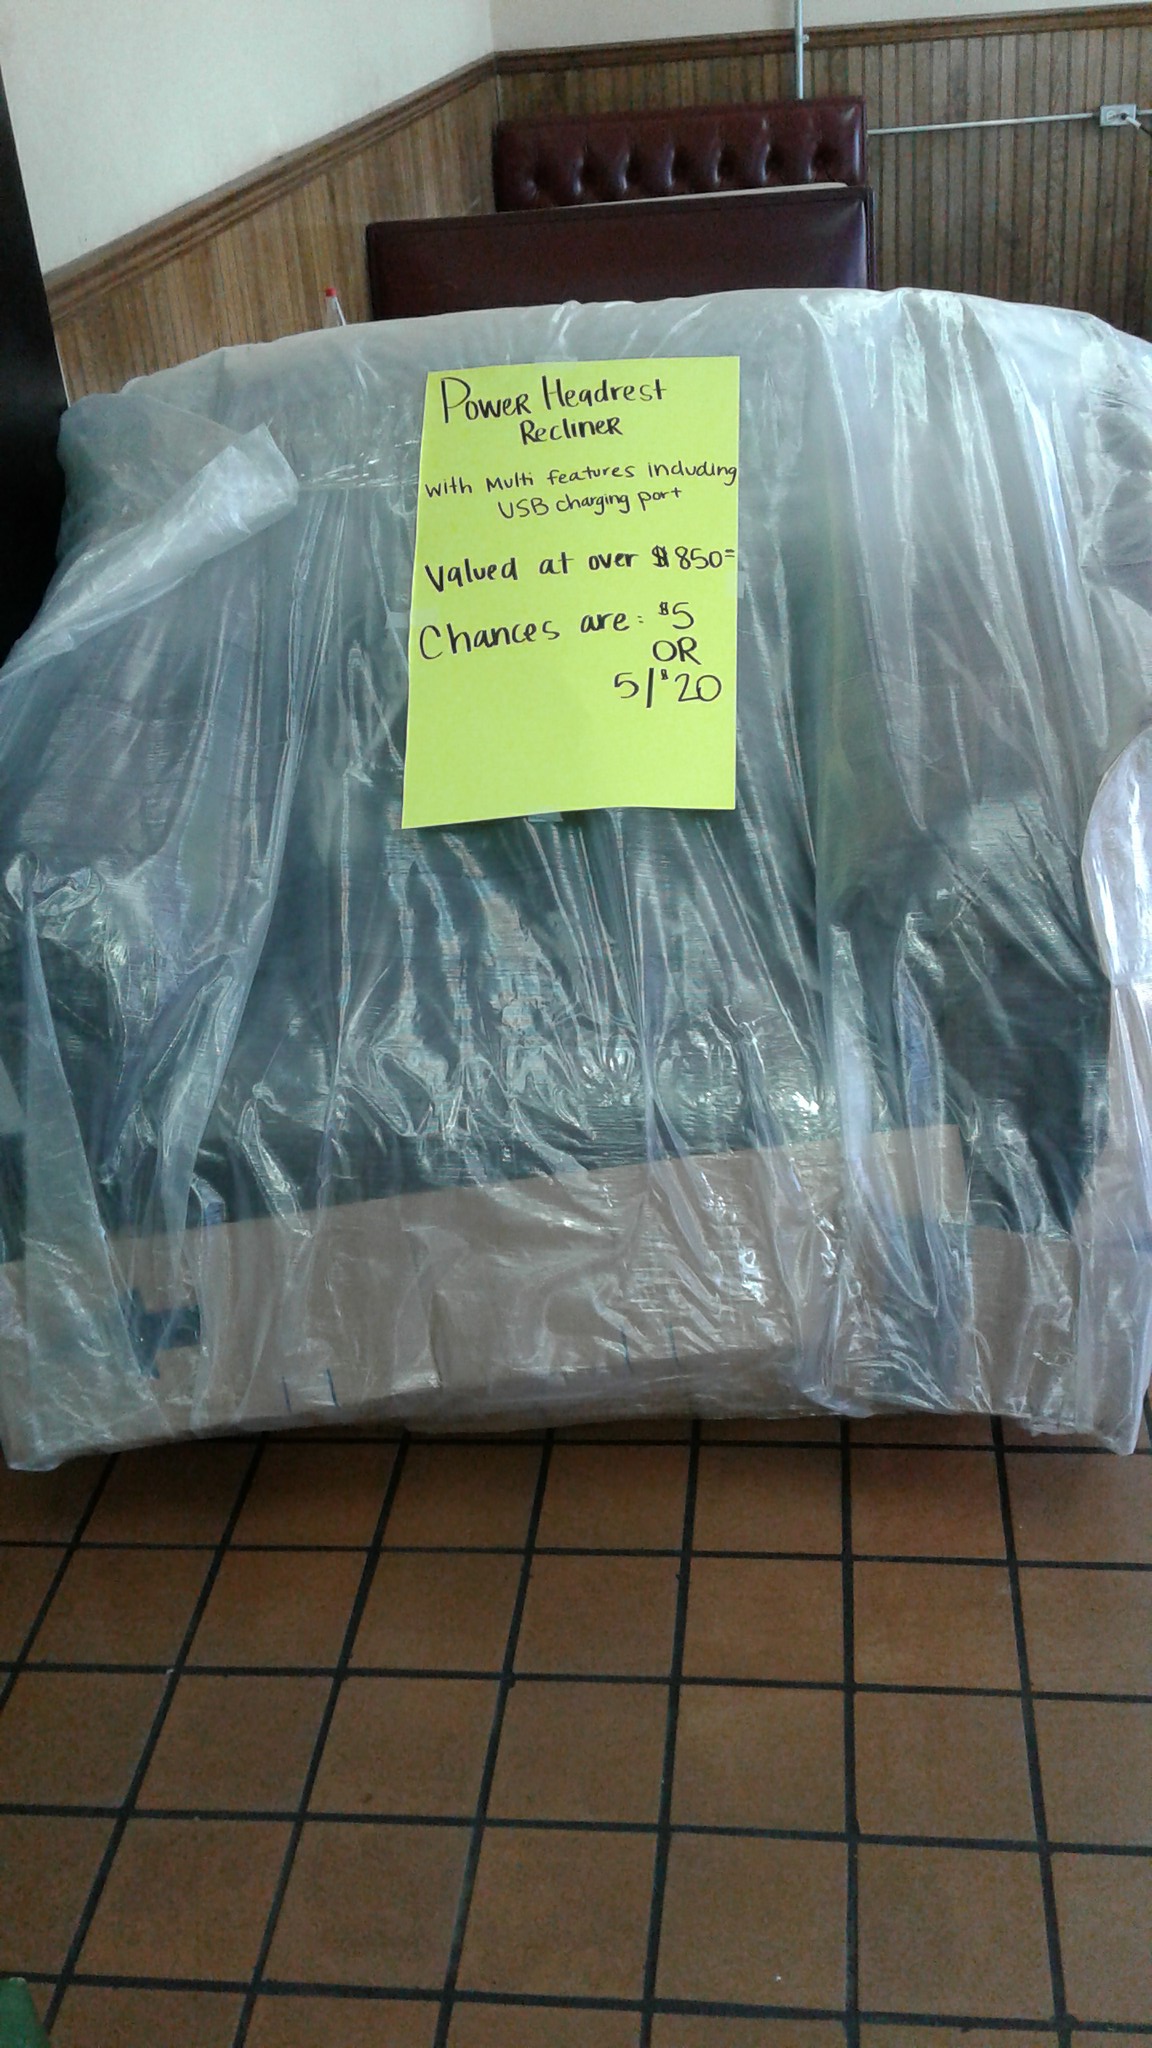 Power Headrest
Recliner
with Multi features including
USB charging port
Valued at over $850=
Chances are: $5
OR
5/$20